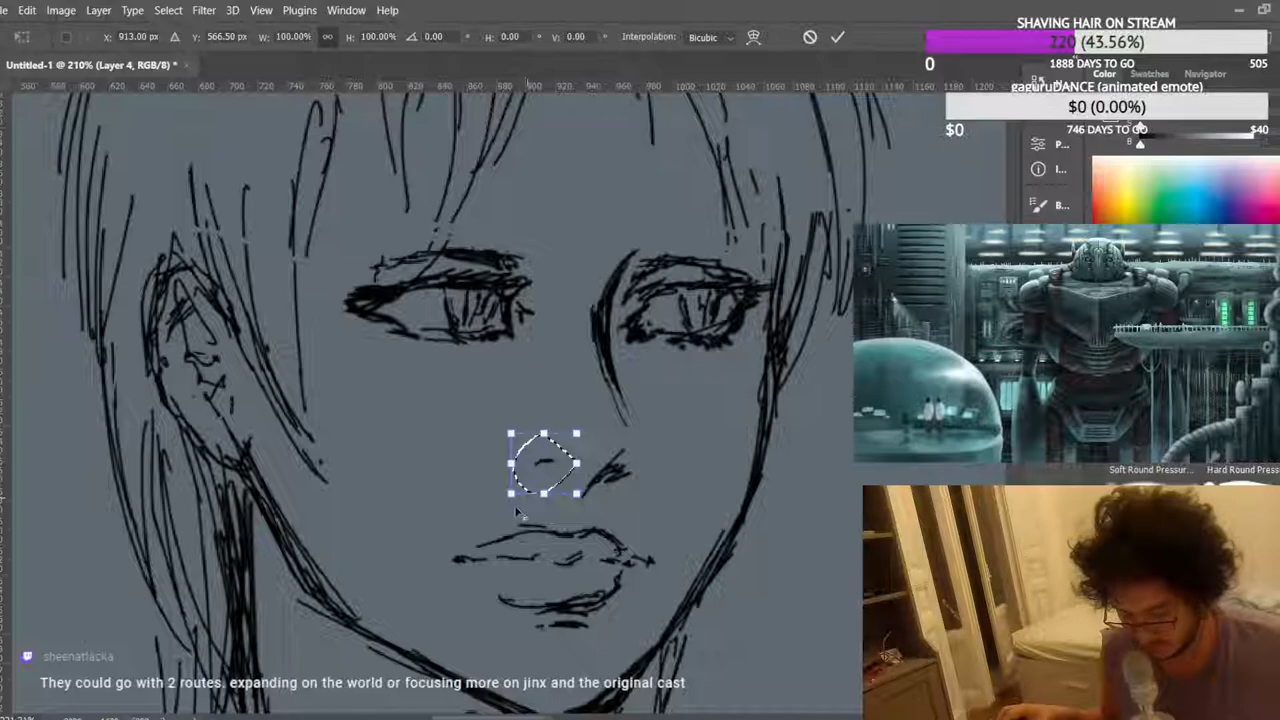 File Edit Image Layer Type Select Filter 3D View Plugins Window Help
X: 913.00 px Y: 566.50 px W: 100.00% H: 100.00% 0.00 ° H: 0.00 ° V: 0.00 ° Interpolation: Bicubic
Untitled-1 @ 210% (Layer 4, RGB/8) *
SHAVING HAIR ON STREAM
220 (43.56%)
0 1888 DAYS TO GO 505
Color Swatches Navigator
gaguruDANCE (animated emote)
$0 (0.00%)
$0 746 DAYS TO GO $40
B
P...
I...
B...
Soft Round Pressur... Hard Round Pressur...
sheenatlacka
They could go with 2 routes. expanding on the world or focusing more on jinx and the original cast